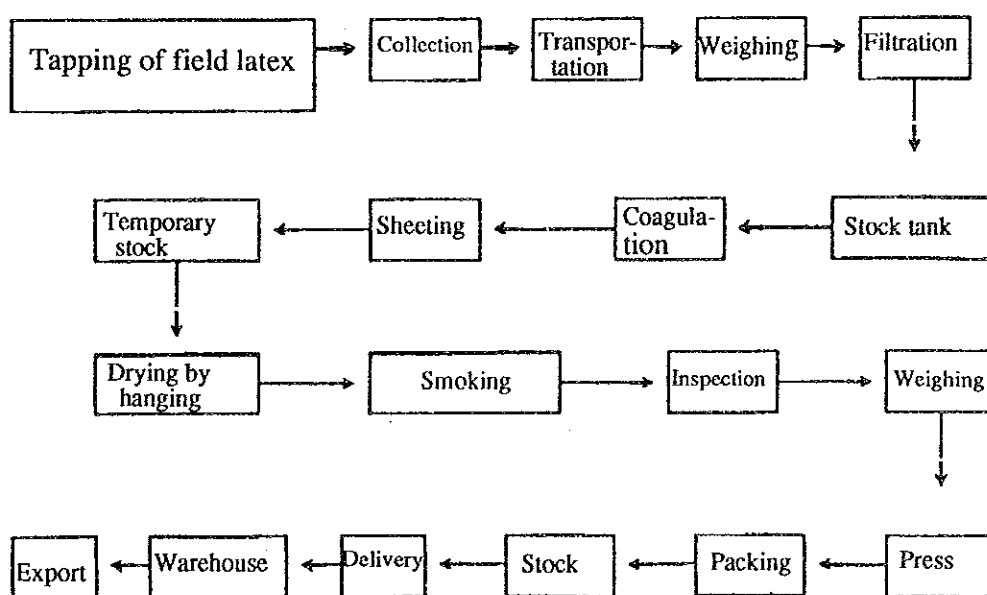 Tapping of field latex
Collection
Transpor-
tation
Weighing
Filtration
Temporary
stock
Sheeting
Coagula-
tion
Stock tank
Drying by
hanging
Smoking
Inspection
Weighing
Export
Warehouse
Delivery
Stock
Packing
Press